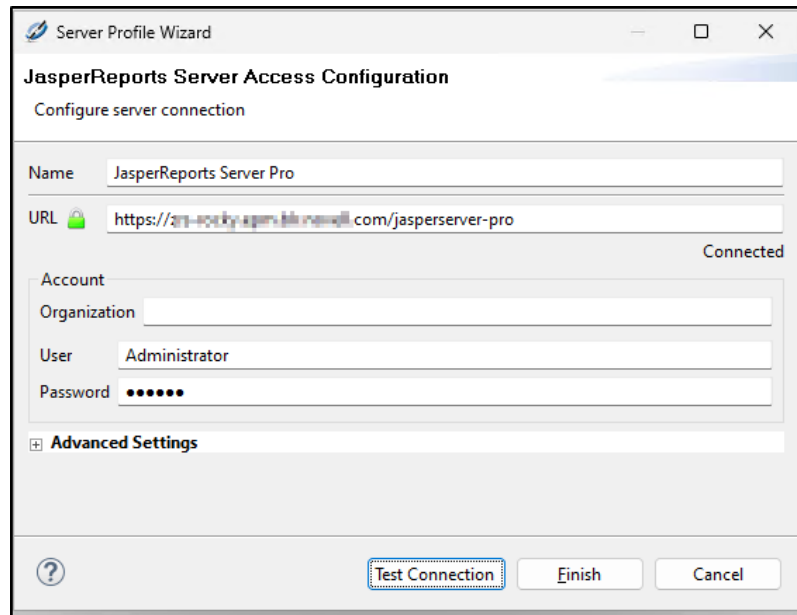 Server Profile Wizard
JasperReports Server Access Configuration
Configure server connection
Name JasperReports Server Pro
URL https:// .com/jasperserver-pro
Connected
Account
Organization
User Administrator
Password ••••••
Advanced Settings
Test Connection Finish Cancel